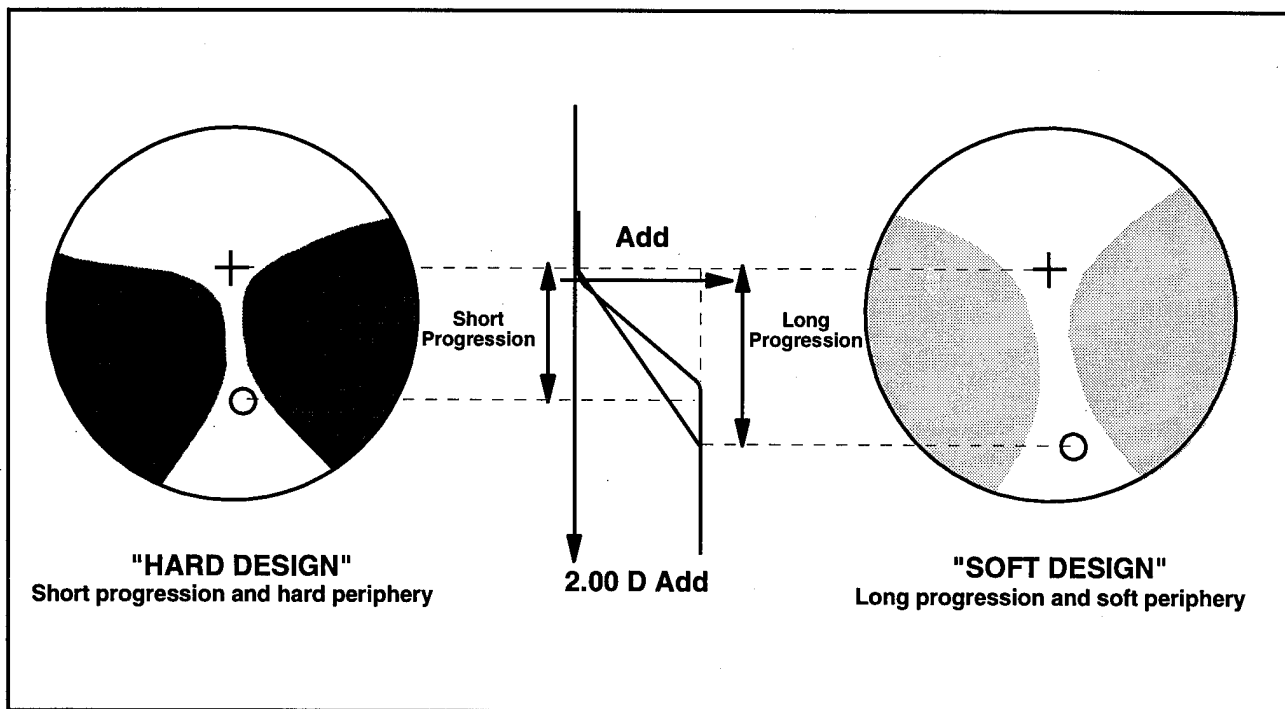 Add
Short
Progression
Long
Progression
"HARD DESIGN"
Short progression and hard periphery
2.00 D Add
"SOFT DESIGN"
Long progression and soft periphery